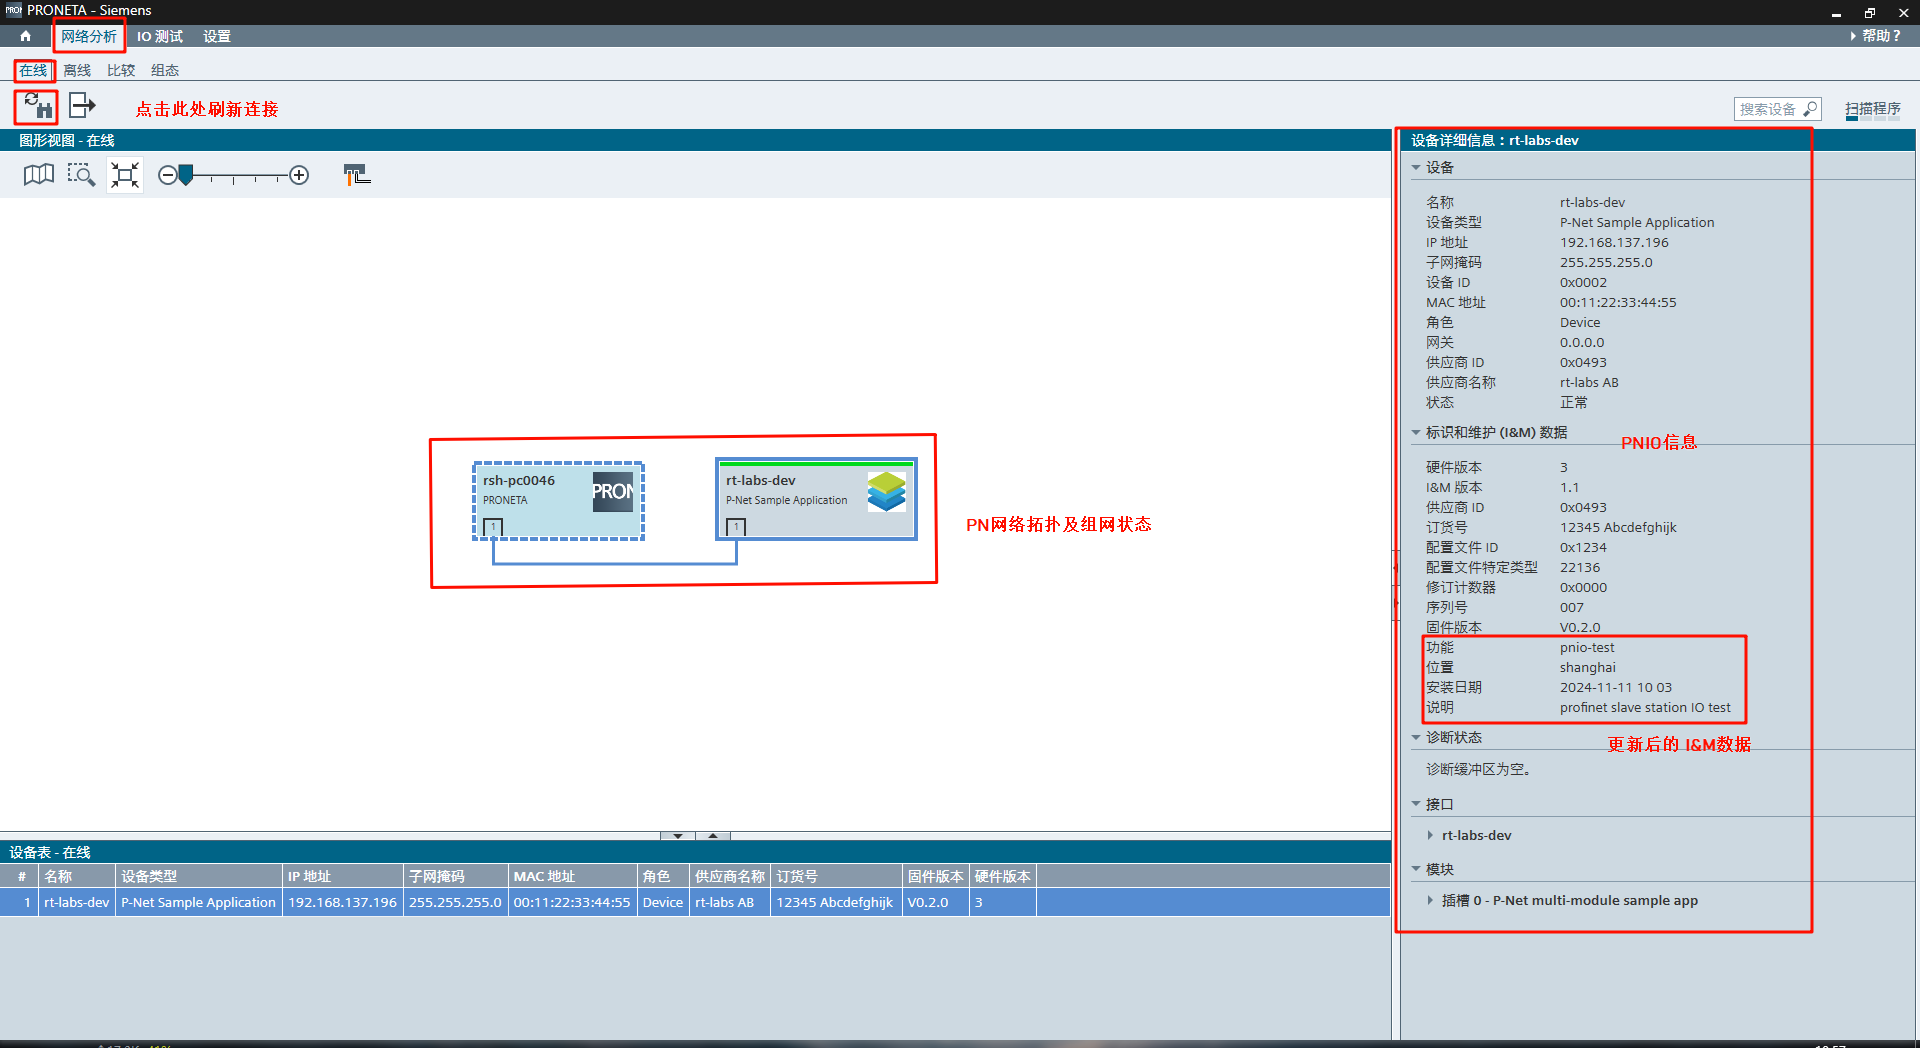 PRONETA - Siemens
网络分析 IO 测试 设置 帮助？
在线 离线 比较 组态
点击此处刷新连接
搜索设备 扫描程序
图形视图 - 在线
设备详细信息：rt-labs-dev
设备
名称 rt-labs-dev
设备类型 P-Net Sample Application
IP 地址 192.168.137.196
子网掩码 255.255.255.0
设备 ID 0x0002
MAC 地址 00:11:22:33:44:55
角色 Device
网关 0.0.0.0
供应商 ID 0x0493
供应商名称 rt-labs AB
状态 正常
标识和维护 (I&M) 数据
PNIO信息
硬件版本 3
I&M 版本 1.1
供应商 ID 0x0493
订货号 12345 Abcdefghijk
配置文件 ID 0x1234
配置文件特定类型 22136
修订计数器 0x0000
序列号 007
固件版本 V0.2.0
功能 pnio-test
位置 shanghai
安装日期 2024-11-11 10 03
说明 profinet slave station IO test
诊断状态
更新后的 I&M数据
诊断缓冲区为空。
接口
rt-labs-dev
模块
插槽 0 - P-Net multi-module sample app
rsh-pc0046
PRONETA
PRON
1
rt-labs-dev
P-Net Sample Application
1
PN网络拓扑及组网状态
设备表 - 在线
# 名称 设备类型 IP 地址 子网掩码 MAC 地址 角色 供应商名称 订货号 固件版本 硬件版本
1 rt-labs-dev P-Net Sample Application 192.168.137.196 255.255.255.0 00:11:22:33:44:55 Device rt-labs AB 12345 Abcdefghijk V0.2.0 3